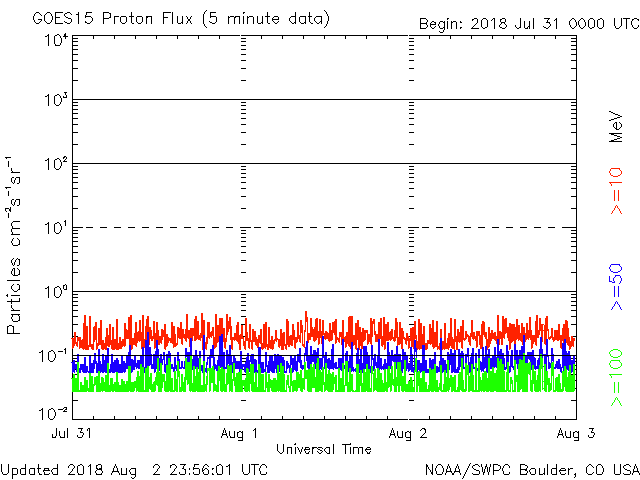 GOES15 Proton Flux (5 minute data)
Begin: 2018 Jul 31 0000 UTC
10⁴
10³
10²
10¹
10⁰
10⁻¹
10⁻²
Particles cm⁻²s⁻¹sr⁻¹
MeV
>=10
>=50
>=100
Jul 31
Aug 1
Aug 2
Aug 3
Universal Time
Updated 2018 Aug 2 23:56:01 UTC
NOAA/SWPC Boulder, CO USA